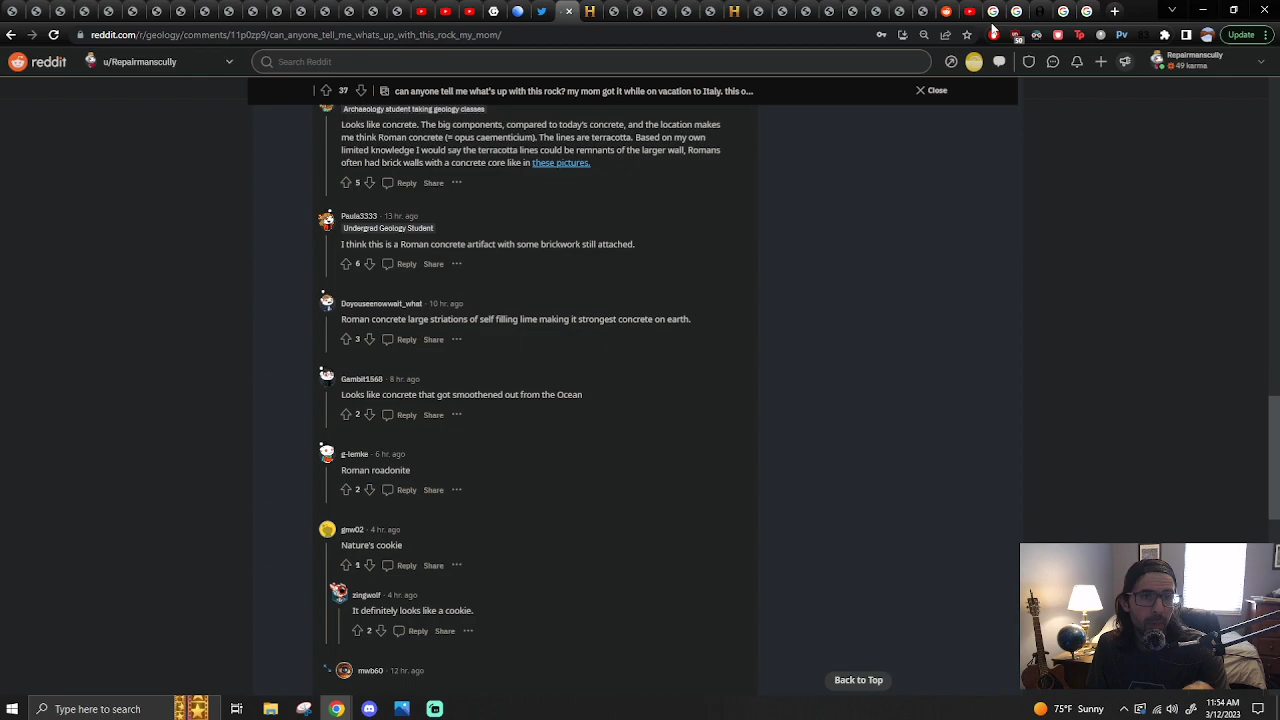 50
reddit.com/r/geology/comments/11p0zp9/can_anyone_tell_me_whats_up_with_this_rock_my_mom/
Update
reddit
u/Repairmanscully
Search Reddit
Repairmanscully
49 karma
37
can anyone tell me what's up with this rock? my mom got it while on vacation to Italy. this o...
Close
Archaeology student taking geology classes
Looks like concrete. The big components, compared to today's concrete, and the location makes
me think Roman concrete (= opus caementicium). The lines are terracotta. Based on my own
limited knowledge I would say the terracotta lines could be remnants of the larger wall, Romans
often had brick walls with a concrete core like in these pictures.
5 Reply Share ···
Paula3333 · 13 hr. ago
Undergrad Geology Student
I think this is a Roman concrete artifact with some brickwork still attached.
6 Reply Share ···
Doyouseenowwait_what · 10 hr. ago
Roman concrete large striations of self filling lime making it strongest concrete on earth.
3 Reply Share ···
Gambit1568 · 8 hr. ago
Looks like concrete that got smoothened out from the Ocean
2 Reply Share ···
g-lemke · 6 hr. ago
Roman roadonite
2 Reply Share ···
gnw02 · 4 hr. ago
Nature's cookie
1 Reply Share ···
zingwolf · 4 hr. ago
It definitely looks like a cookie.
2 Reply Share ···
mwb60 · 12 hr. ago
Back to Top
Type here to search
75°F Sunny
11:54 AM
3/12/2023